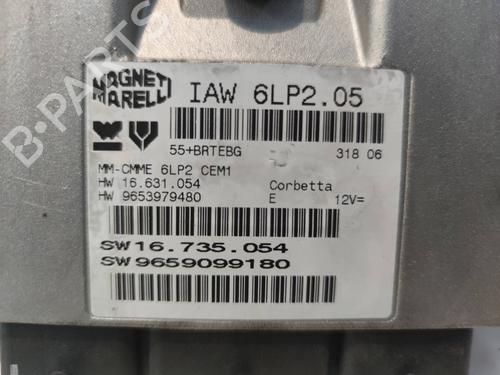 MAGNETI
MARELLI
IAW 6LP2.05
55+BRTEBG
318 06
MM-CMME 6LP2 CEM1
HW 16.631.054
Corbetta
HW 9653979480
E
12V=
SW16.735.054
SW9659099180
B-PARTS